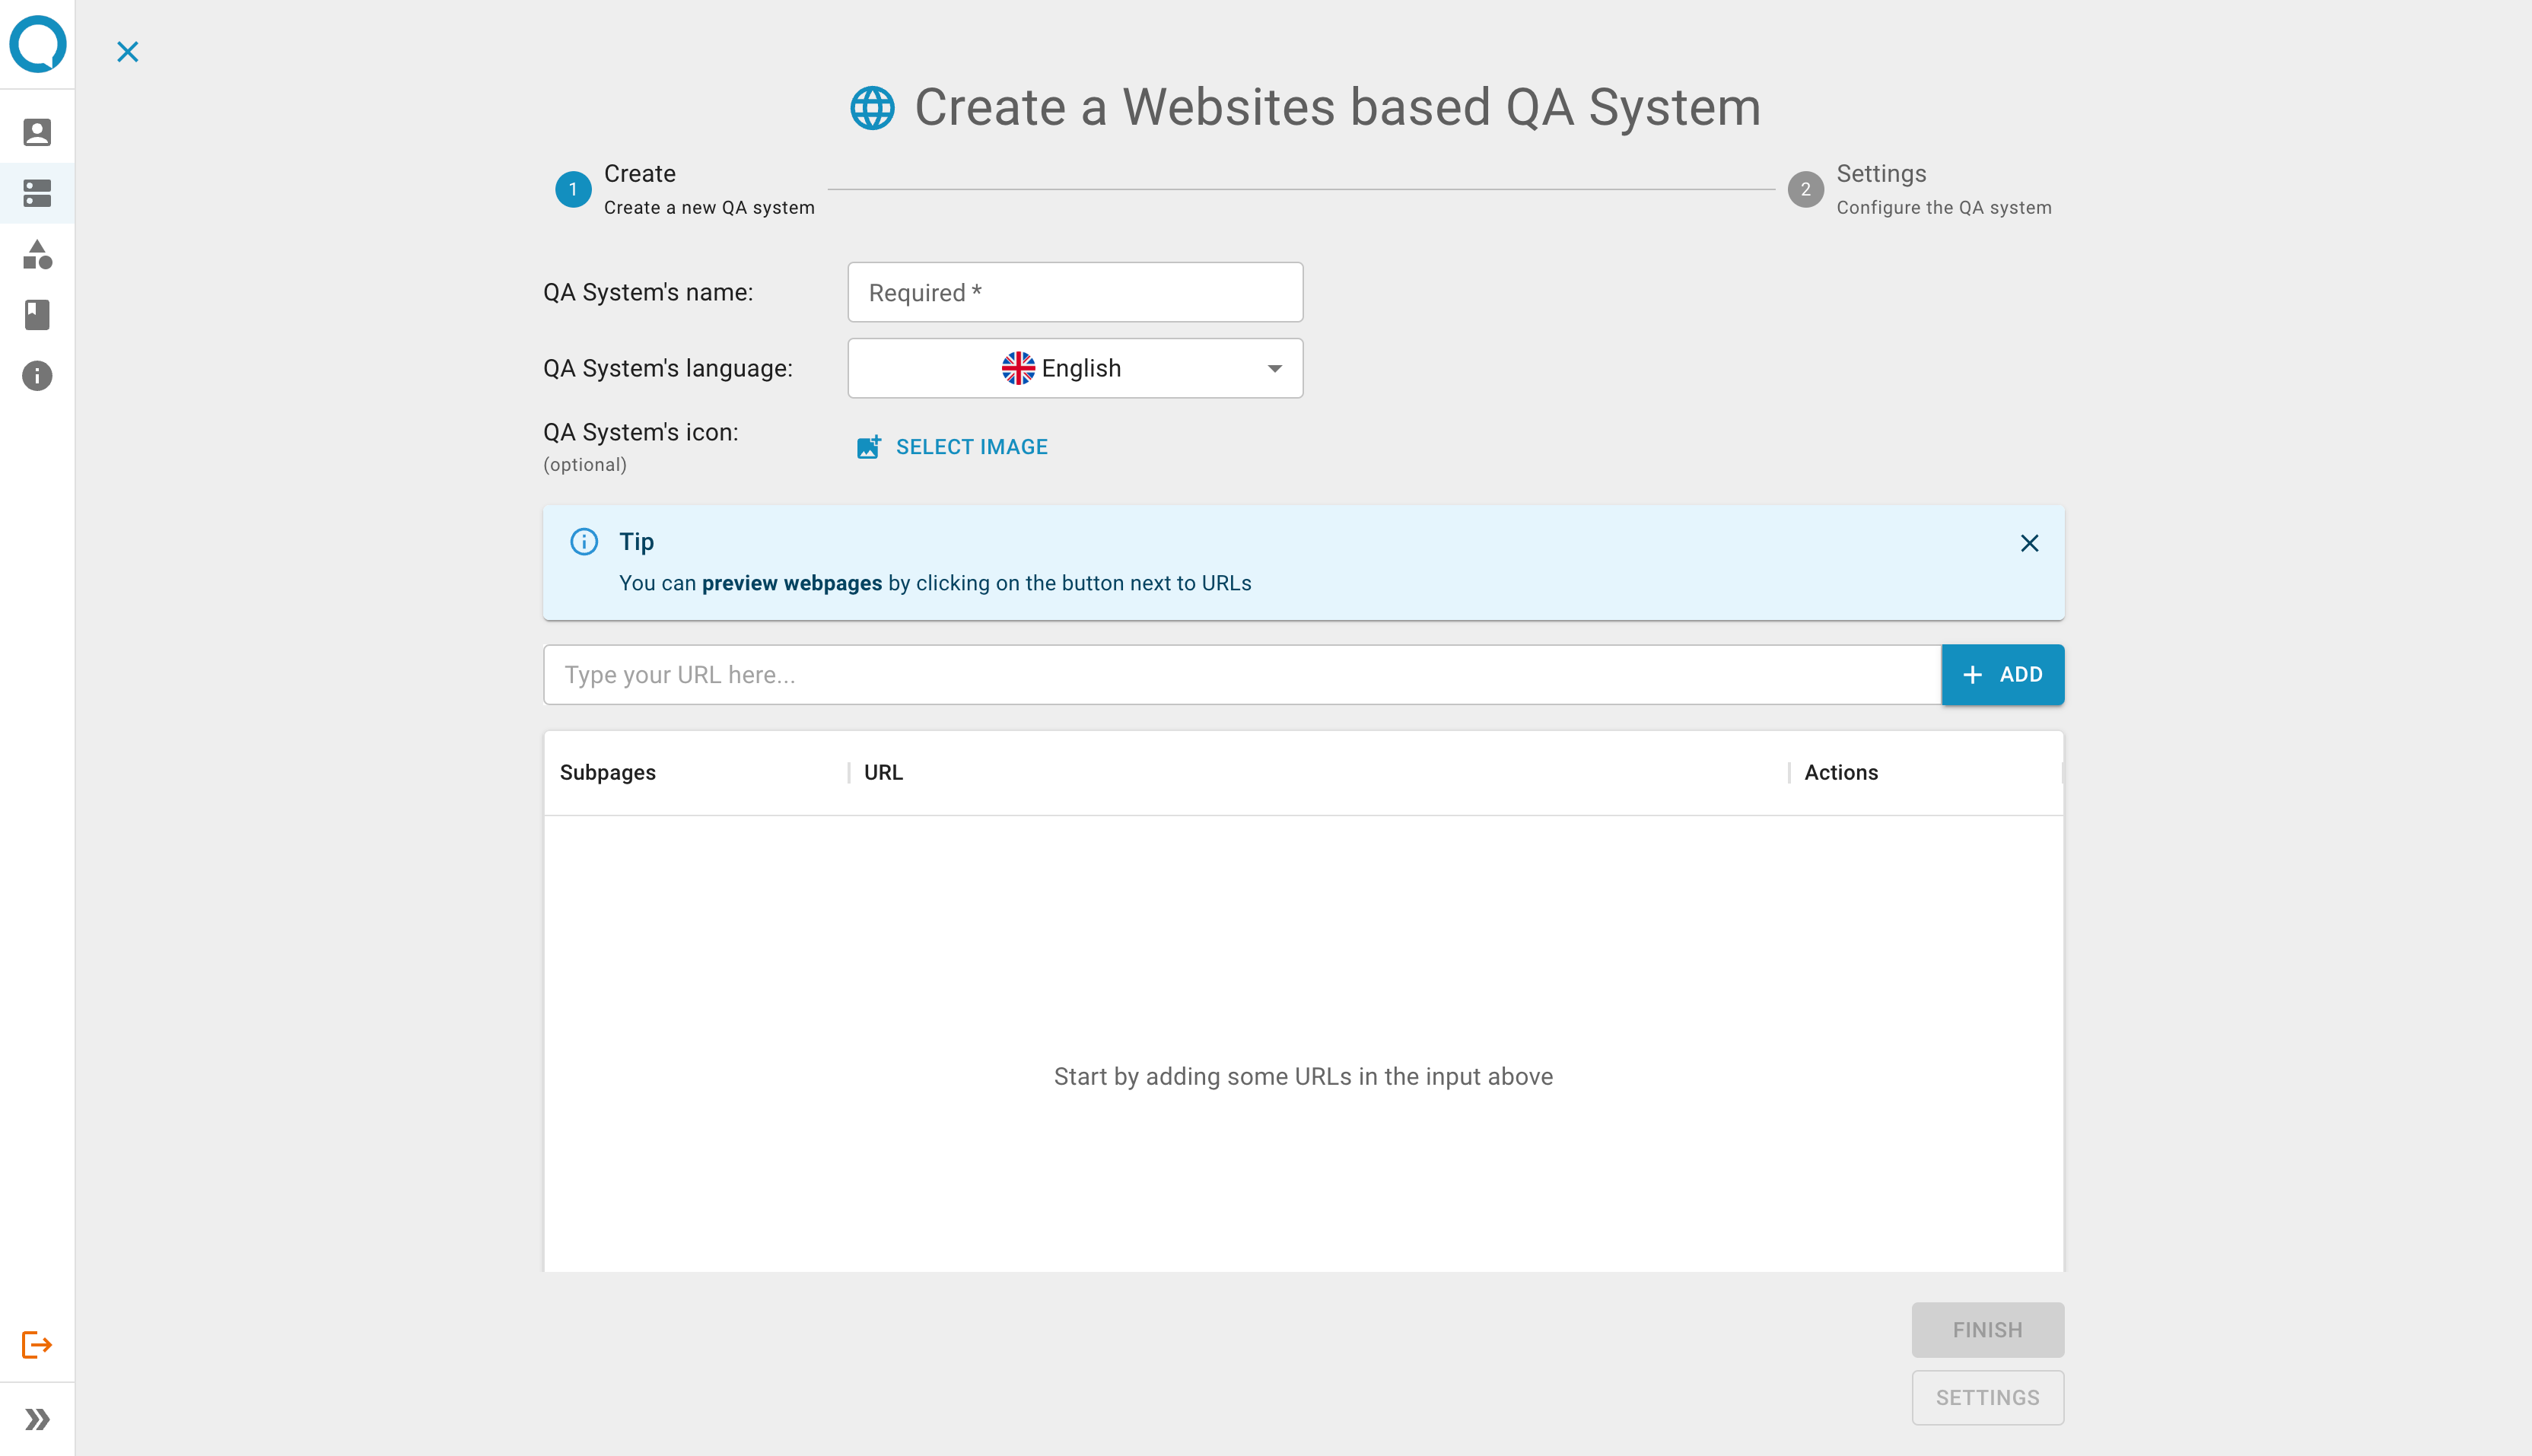 Create a Websites based QA System
1
Create
Create a new QA system
2
Settings
Configure the QA system
QA System's name:
Required *
QA System's language:
English
QA System's icon:
(optional)
SELECT IMAGE
Tip
You can preview webpages by clicking on the button next to URLs
Type your URL here...
ADD
Subpages
URL
Actions
Start by adding some URLs in the input above
FINISH
SETTINGS